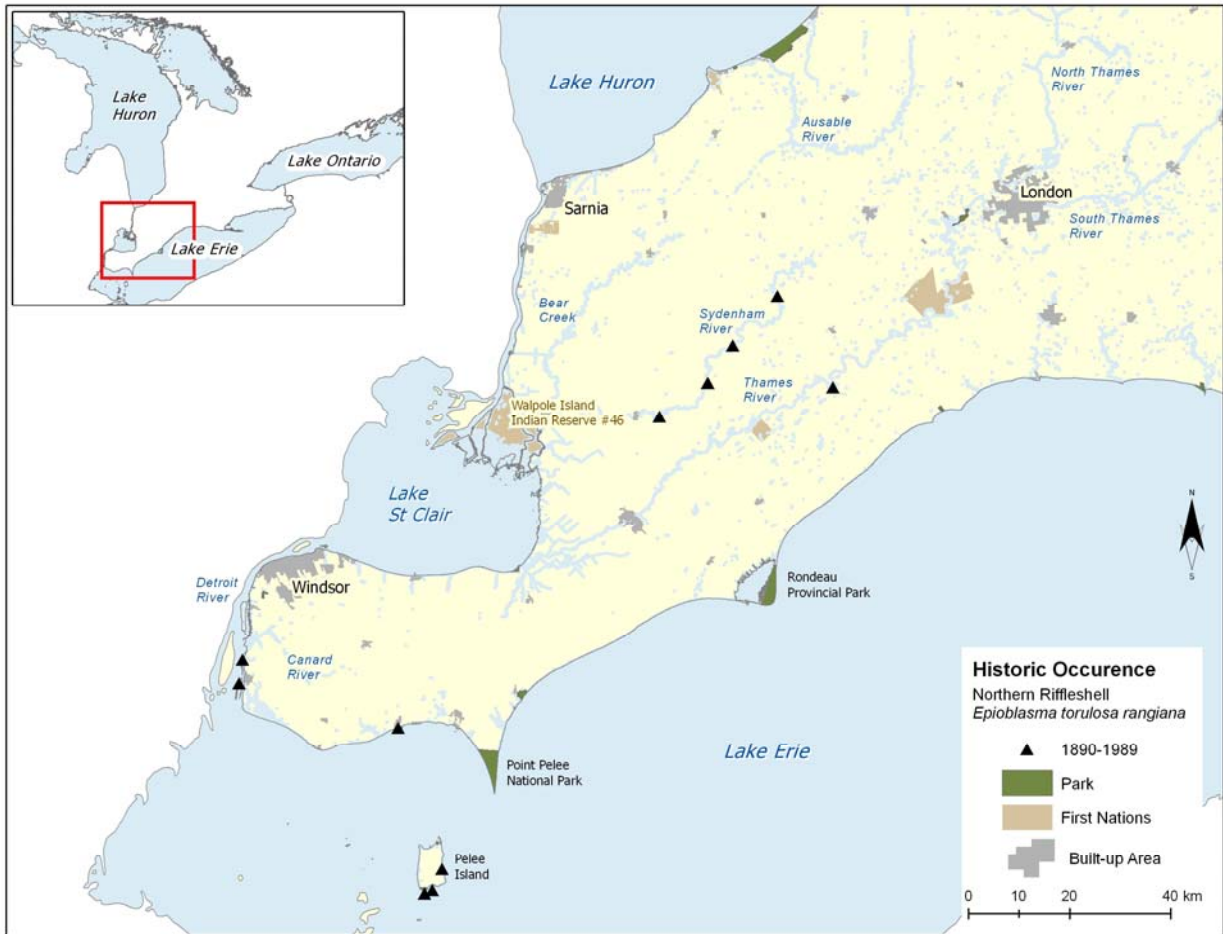 Lake
Huron
Lake Ontario
Lake Erie
Lake Huron
North Thames
River
Ausable
River
London
Sarnia
South Thames
River
Bear
Creek
Sydenham
River
Thames
River
Walpole Island
Indian Reserve #46
Lake
St Clair
N
S
Detroit
River
Windsor
Rondeau
Provincial Park
Canard
River
Lake Erie
Point Pelee
National Park
Pelee
Island
Historic Occurence
Northern Riffleshell
Epioblasma torulosa rangiana
1890-1989
Park
First Nations
Built-up Area
0 10 20 40 km